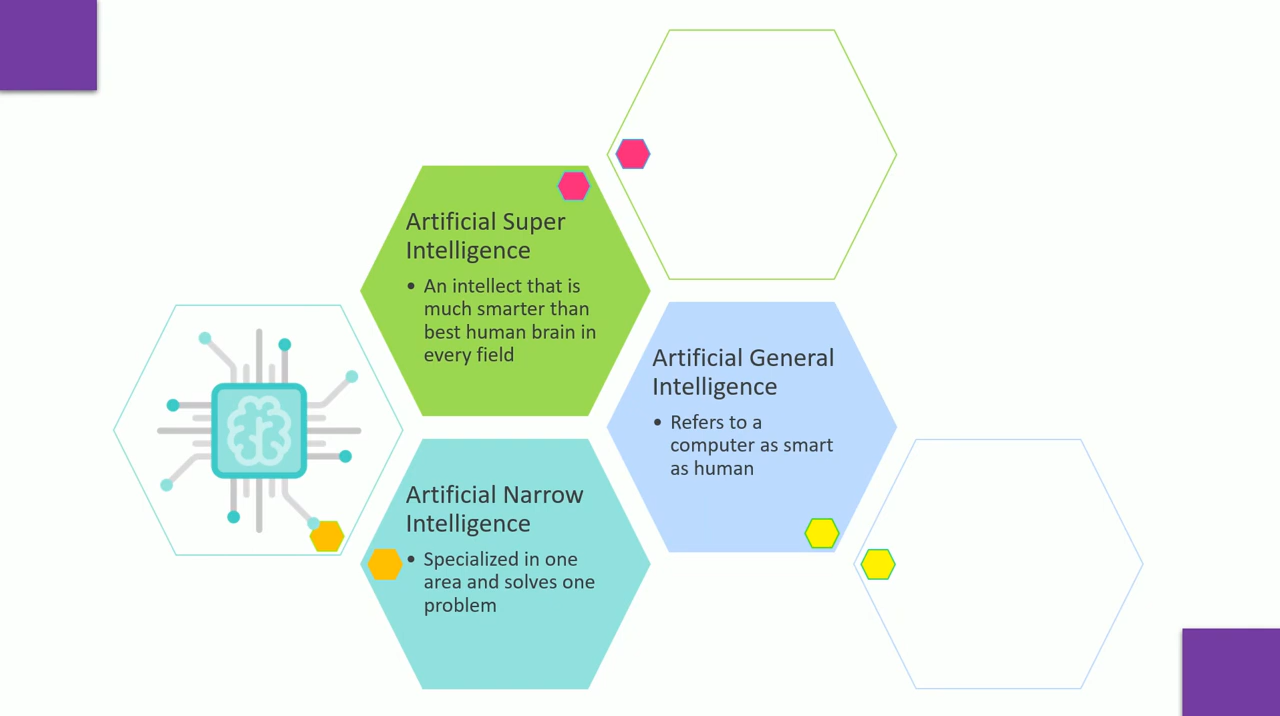 Artificial Super
Intelligence
• An intellect that is
much smarter than
best human brain in
every field
Artificial General
Intelligence
• Refers to a
computer as smart
as human
Artificial Narrow
Intelligence
• Specialized in one
area and solves one
problem